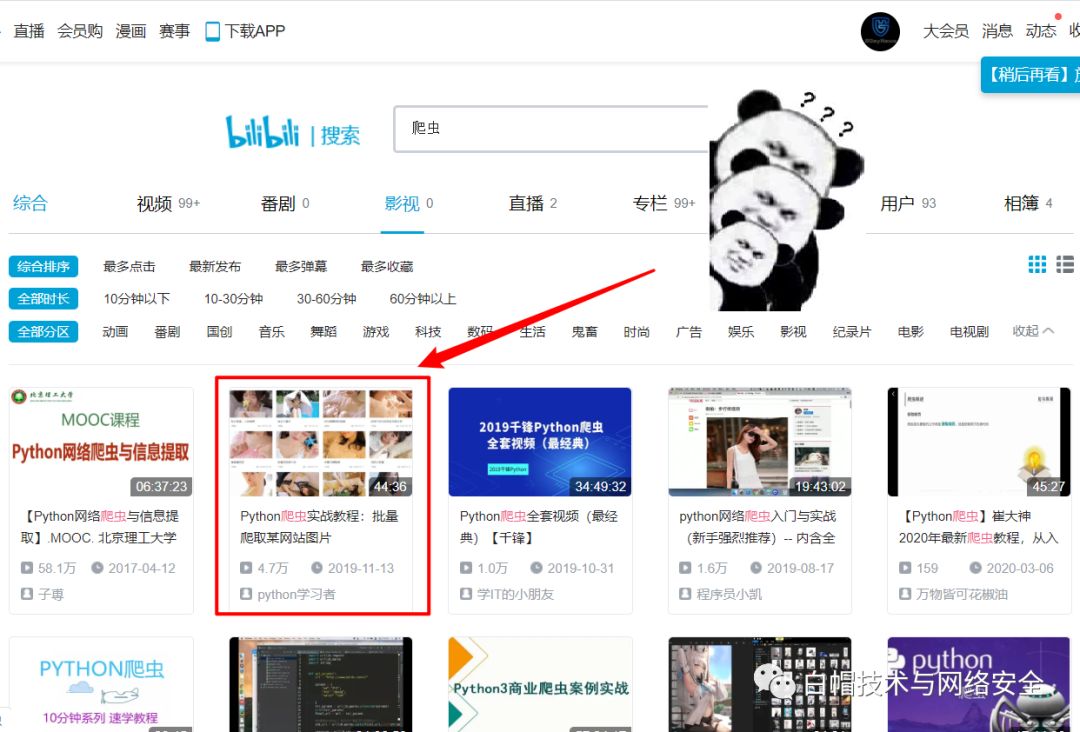 直播 会员购 漫画 赛事 下载APP 大会员 消息 动态 收
【稍后再看】
bilibili | 搜索
爬虫
? ? ?
综合 视频 99+ 番剧 0 影视 0 直播 2 专栏 99+ 用户 93 相簿 4
综合排序 最多点击 最新发布 最多弹幕 最多收藏
全部时长 10分钟以下 10-30分钟 30-60分钟 60分钟以上
全部分区 动画 番剧 国创 音乐 舞蹈 游戏 科技 数码 生活 鬼畜 时尚 广告 娱乐 影视 纪录片 电影 电视剧 收起
北京理工大学
MOOC课程
Python网络爬虫与信息提取
06:37:23
【Python网络爬虫与信息提
取】.MOOC. 北京理工大学
58.1万 2017-04-12
子尊
44:36
Python爬虫实战教程：批量
爬取某网站图片
4.7万 2019-11-13
python学习者
2019千锋Python爬虫
全套视频（最经典）
2019千锋Python
34:49:32
Python爬虫全套视频（最经
典）【千锋】
1.0万 2019-10-31
学IT的小朋友
19:43:02
python网络爬虫入门与实战
（新手强烈推荐）-- 内含全
1.6万 2019-08-17
程序员小凯
45:27
【Python爬虫】崔大神
2020年最新爬虫教程，从入
159 2020-03-06
万物皆可花椒油
PYTHON爬虫
10分钟系列 速学教程
Python3商业爬虫案例实战
python
爬虫
白帽技术与网络安全